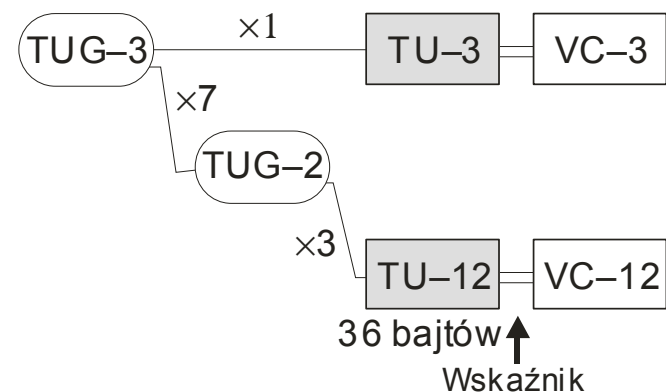 ×1
TUG–3
TU–3
VC–3
×7
TUG–2
×3
TU–12
VC–12
36 bajtów
Wskaźnik